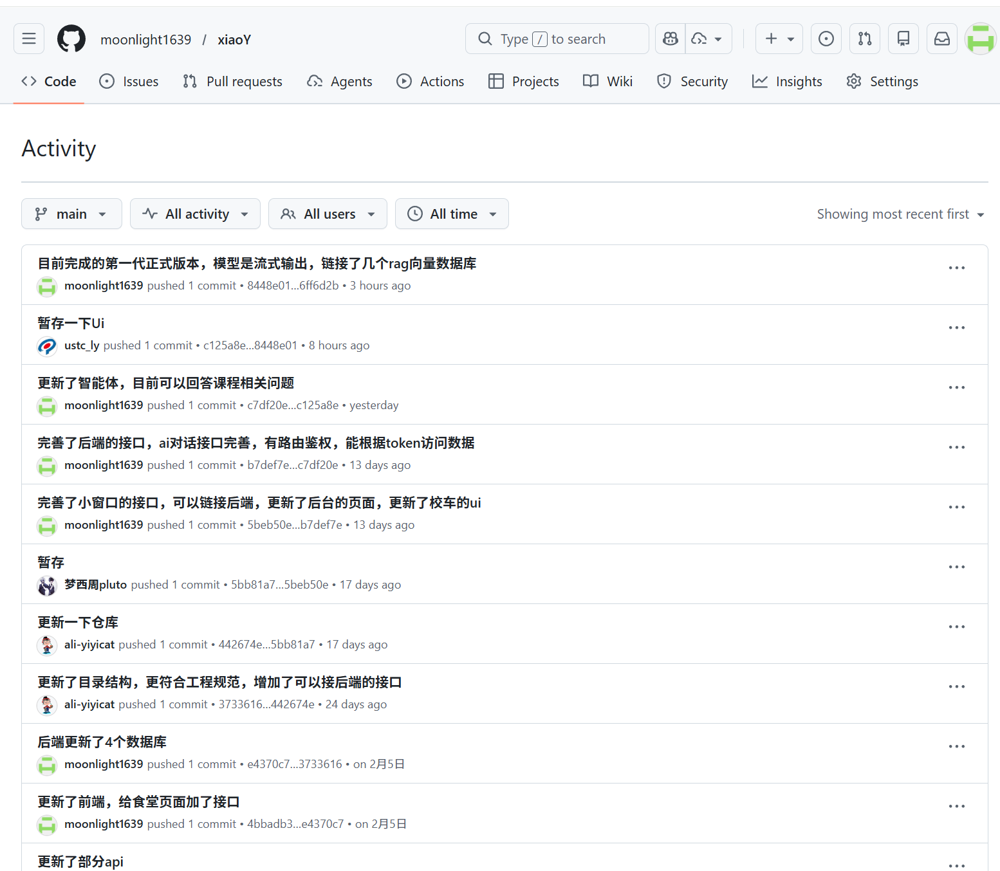 moonlight1639 / xiaoY
Type / to search
Code Issues Pull requests Agents Actions Projects Wiki Security Insights Settings
Activity
main All activity All users All time Showing most recent first
目前完成的第一代正式版本，模型是流式输出，链接了几个rag向量数据库
moonlight1639 pushed 1 commit • 8448e01...6ff6d2b • 3 hours ago
暂存一下Ui
ustc_ly pushed 1 commit • c125a8e...8448e01 • 8 hours ago
更新了智能体，目前可以回答课程相关问题
moonlight1639 pushed 1 commit • c7df20e...c125a8e • yesterday
完善了后端的接口，ai对话接口完善，有路由鉴权，能根据token访问数据
moonlight1639 pushed 1 commit • b7def7e...c7df20e • 13 days ago
完善了小窗口的接口，可以链接后端，更新了后台的页面，更新了校车的ui
moonlight1639 pushed 1 commit • 5beb50e...b7def7e • 13 days ago
暂存
梦西周pluto pushed 1 commit • 5bb81a7...5beb50e • 17 days ago
更新一下仓库
ali-yiyicat pushed 1 commit • 442674e...5bb81a7 • 17 days ago
更新了目录结构，更符合工程规范，增加了可以接后端的接口
ali-yiyicat pushed 1 commit • 3733616...442674e • 24 days ago
后端更新了4个数据库
moonlight1639 pushed 1 commit • e4370c7...3733616 • on 2月5日
更新了前端，给食堂页面加了接口
moonlight1639 pushed 1 commit • 4bbadb3...e4370c7 • on 2月5日
更新了部分api